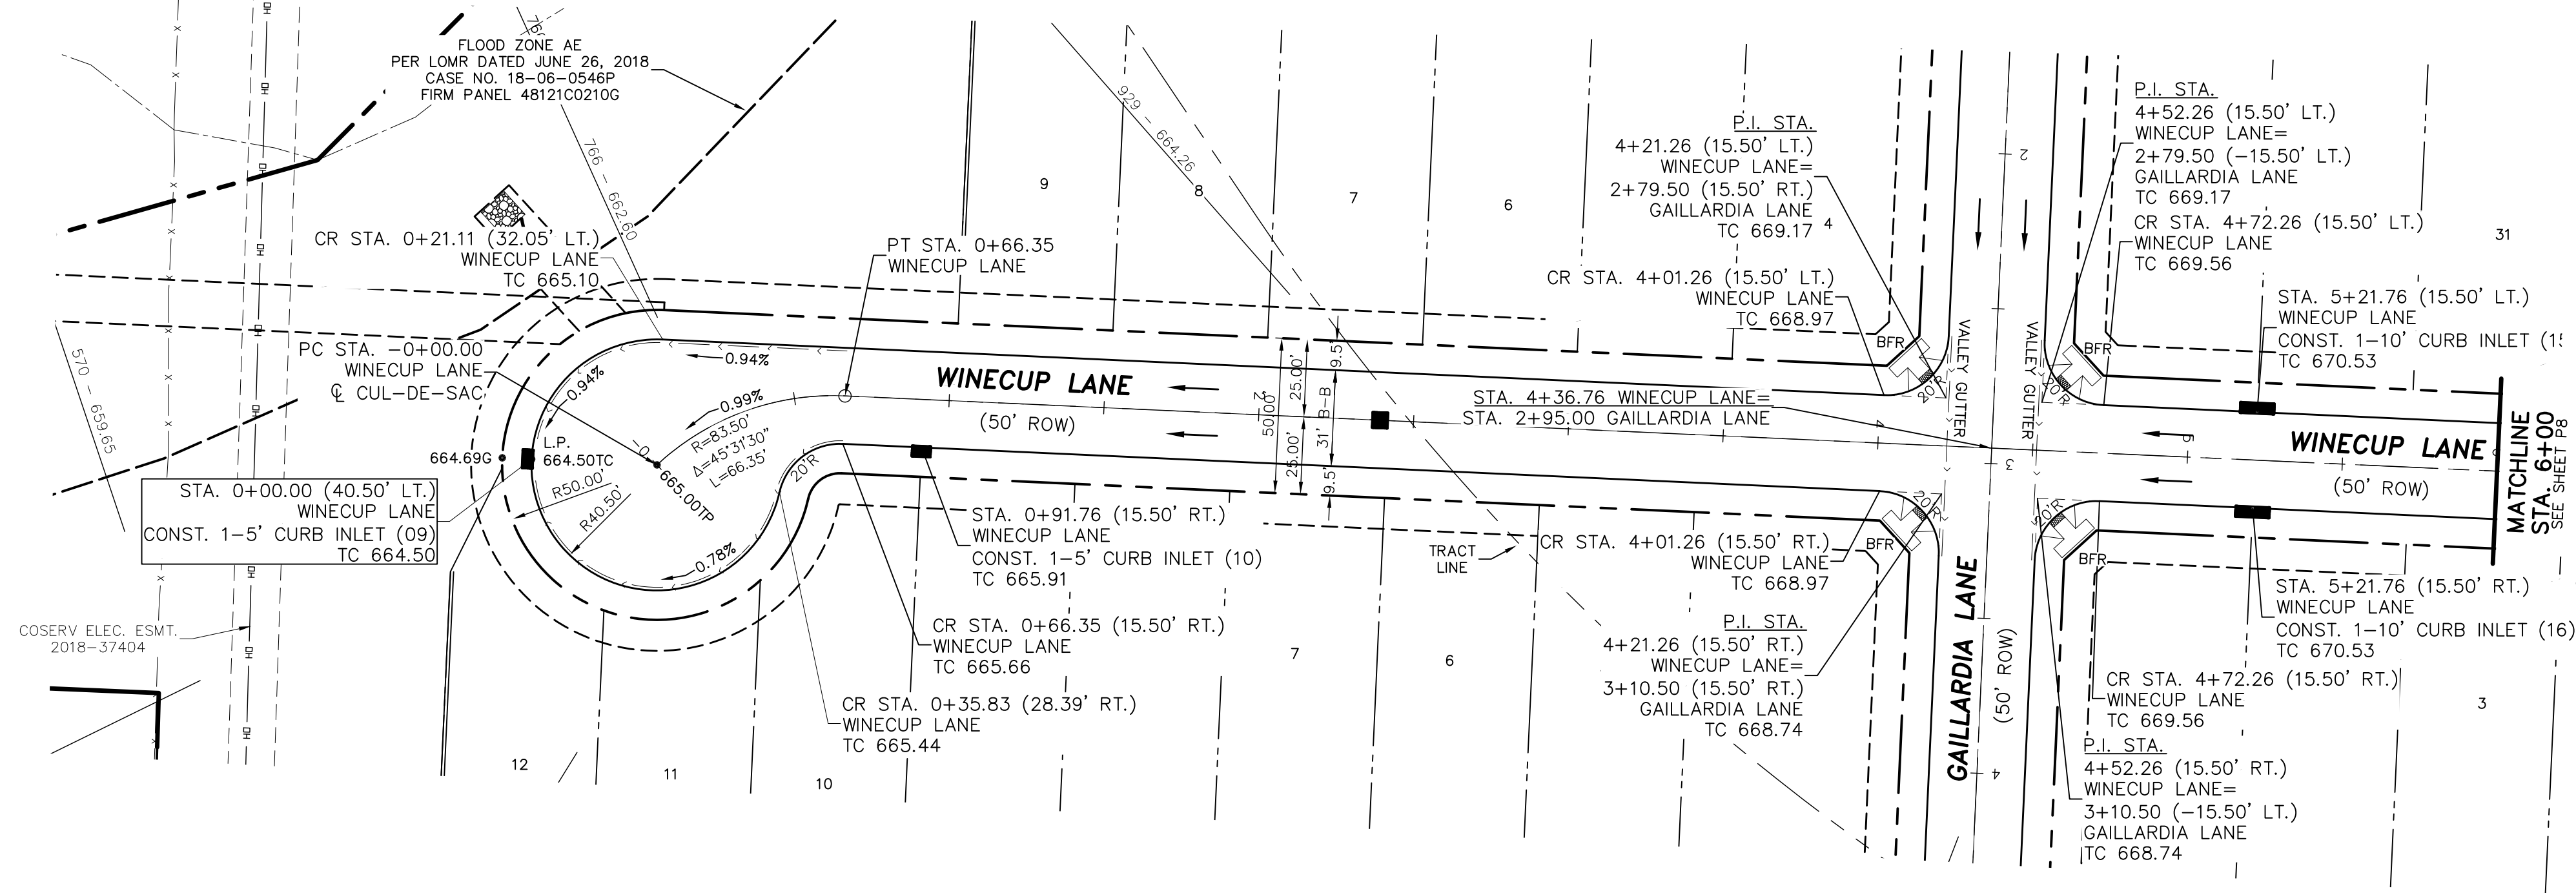 FLOOD ZONE AE
PER LOMR DATED JUNE 26, 2018
CASE NO. 18-06-0546P
FIRM PANEL 48121C0210G
766 - 662.60
929 - 664.26
570 - 659.65
CR STA. 0+21.11 (32.05' LT.)
WINECUP LANE
TC 665.10
PC STA. -0+00.00
WINECUP LANE
℄ CUL-DE-SAC
PT STA. 0+66.35
WINECUP LANE
0.94%
0.94%
0.99%
0.78%
R=83.50'
Δ=45°31'30"
L=66.35'
L.P.
664.50TC
664.69G
665.00TP
-0
R50.00'
R40.50'
20'R
STA. 0+00.00 (40.50' LT.)
WINECUP LANE
CONST. 1-5' CURB INLET (09)
TC 664.50
COSERV ELEC. ESMT.
2018-37404
OH
OH
OH
OH
OH
OH
OH
OH
WINECUP LANE
(50' ROW)
STA. 0+91.76 (15.50' RT.)
WINECUP LANE
CONST. 1-5' CURB INLET (10)
TC 665.91
CR STA. 0+66.35 (15.50' RT.)
WINECUP LANE
TC 665.66
CR STA. 0+35.83 (28.39' RT.)
WINECUP LANE
TC 665.44
50.00'
25.00'
25.00'
9.5'
31' B-B
9.5'
2
9
8
7
6
4
31
12
11
10
7
6
3
TRACT
LINE
P.I. STA.
4+21.26 (15.50' LT.)
WINECUP LANE=
2+79.50 (15.50' RT.)
GAILLARDIA LANE
TC 669.17
CR STA. 4+01.26 (15.50' LT.)
WINECUP LANE
TC 668.97
STA. 4+36.76 WINECUP LANE=
STA. 2+95.00 GAILLARDIA LANE
CR STA. 4+01.26 (15.50' RT.)
WINECUP LANE
TC 668.97
P.I. STA.
4+21.26 (15.50' RT.)
WINECUP LANE=
3+10.50 (15.50' RT.)
GAILLARDIA LANE
TC 668.74
BFR
BFR
BFR
BFR
20'R
20'R
20'R
20'R
VALLEY GUTTER
VALLEY GUTTER
2
3
4
4
5
GAILLARDIA LANE
(50' ROW)
P.I. STA.
4+52.26 (15.50' LT.)
WINECUP LANE=
2+79.50 (-15.50' LT.)
GAILLARDIA LANE
TC 669.17
CR STA. 4+72.26 (15.50' LT.)
WINECUP LANE
TC 669.56
STA. 5+21.76 (15.50' LT.)
WINECUP LANE
CONST. 1-10' CURB INLET
TC 670.53
WINECUP LANE
(50' ROW)
STA. 5+21.76 (15.50' RT.)
WINECUP LANE
CONST. 1-10' CURB INLET (16)
TC 670.53
CR STA. 4+72.26 (15.50' RT.)
WINECUP LANE
TC 669.56
P.I. STA.
4+52.26 (15.50' RT.)
WINECUP LANE=
3+10.50 (-15.50' LT.)
GAILLARDIA LANE
TC 668.74
MATCHLINE
STA. 6+00
SEE SHEET P8